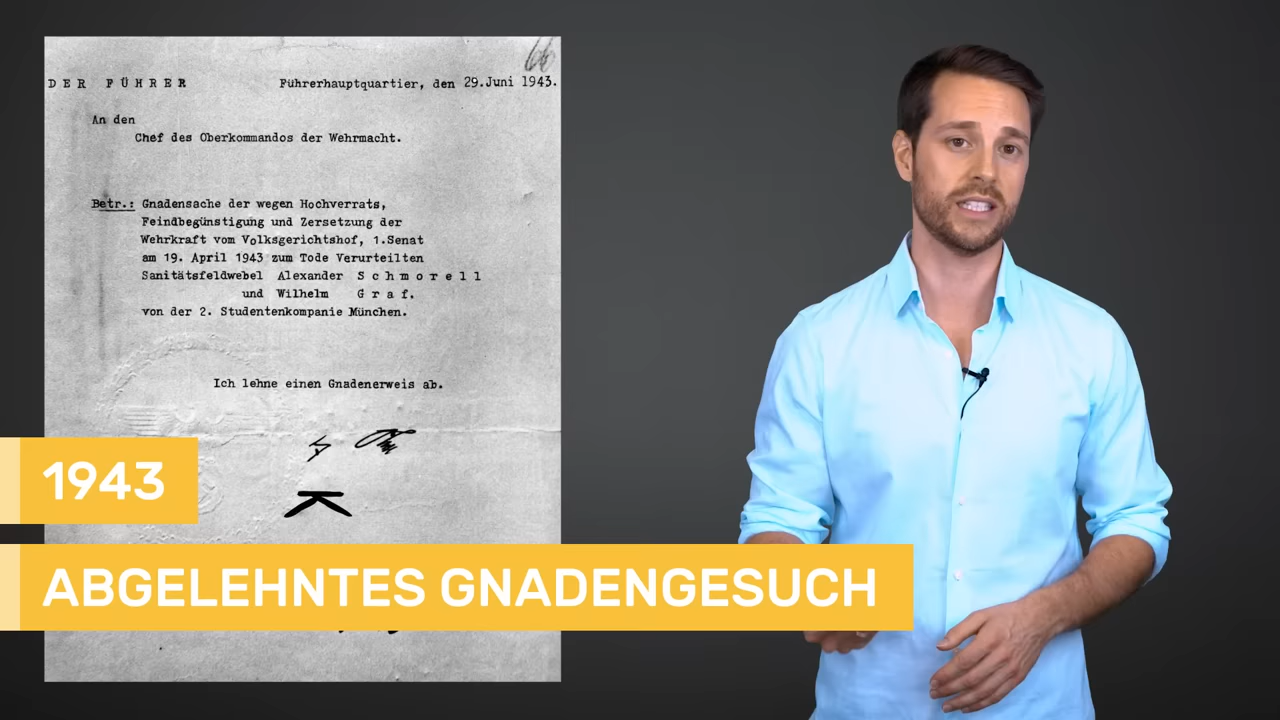 DER FÜHRER Führerhauptquartier, den 29.Juni 1943.
An den
Chef des Oberkommandos der Wehrmacht.
Betr.: Gnadensache der wegen Hochverrats,
Feindbegünstigung und Zersetzung der
Wehrkraft vom Volksgerichtshof, 1.Senat
am 19. April 1943 zum Tode Verurteilten
Sanitätsfeldwebel Alexander Schmorell
und Wilhelm Graf.
von der 2. Studentenkompanie München.
Ich lehne einen Gnadenerweis ab.
1943
ABGELEHNTES GNADENGESUCH